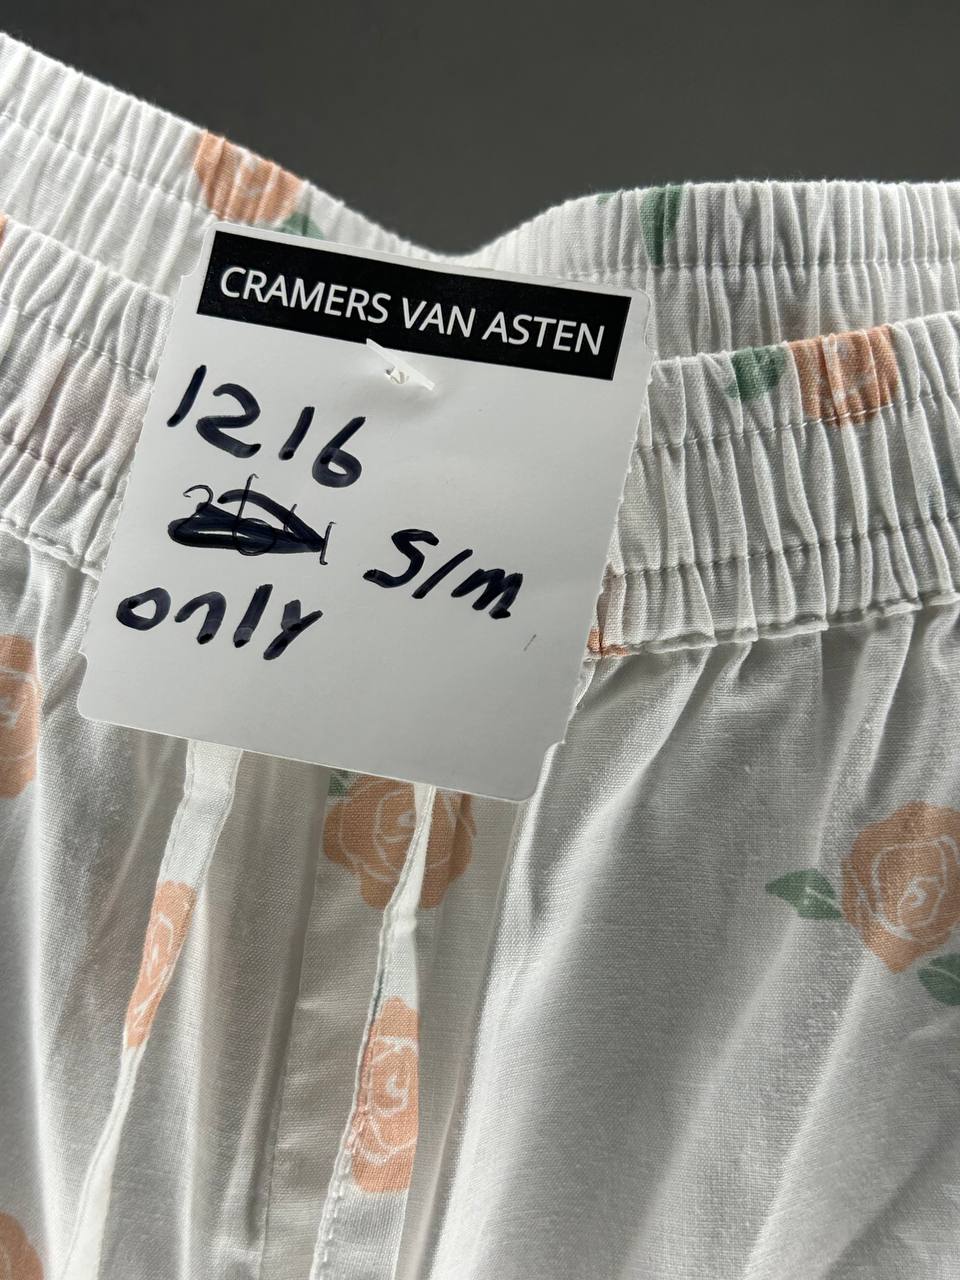 CRAMERS VAN ASTEN
1216
S/m
only